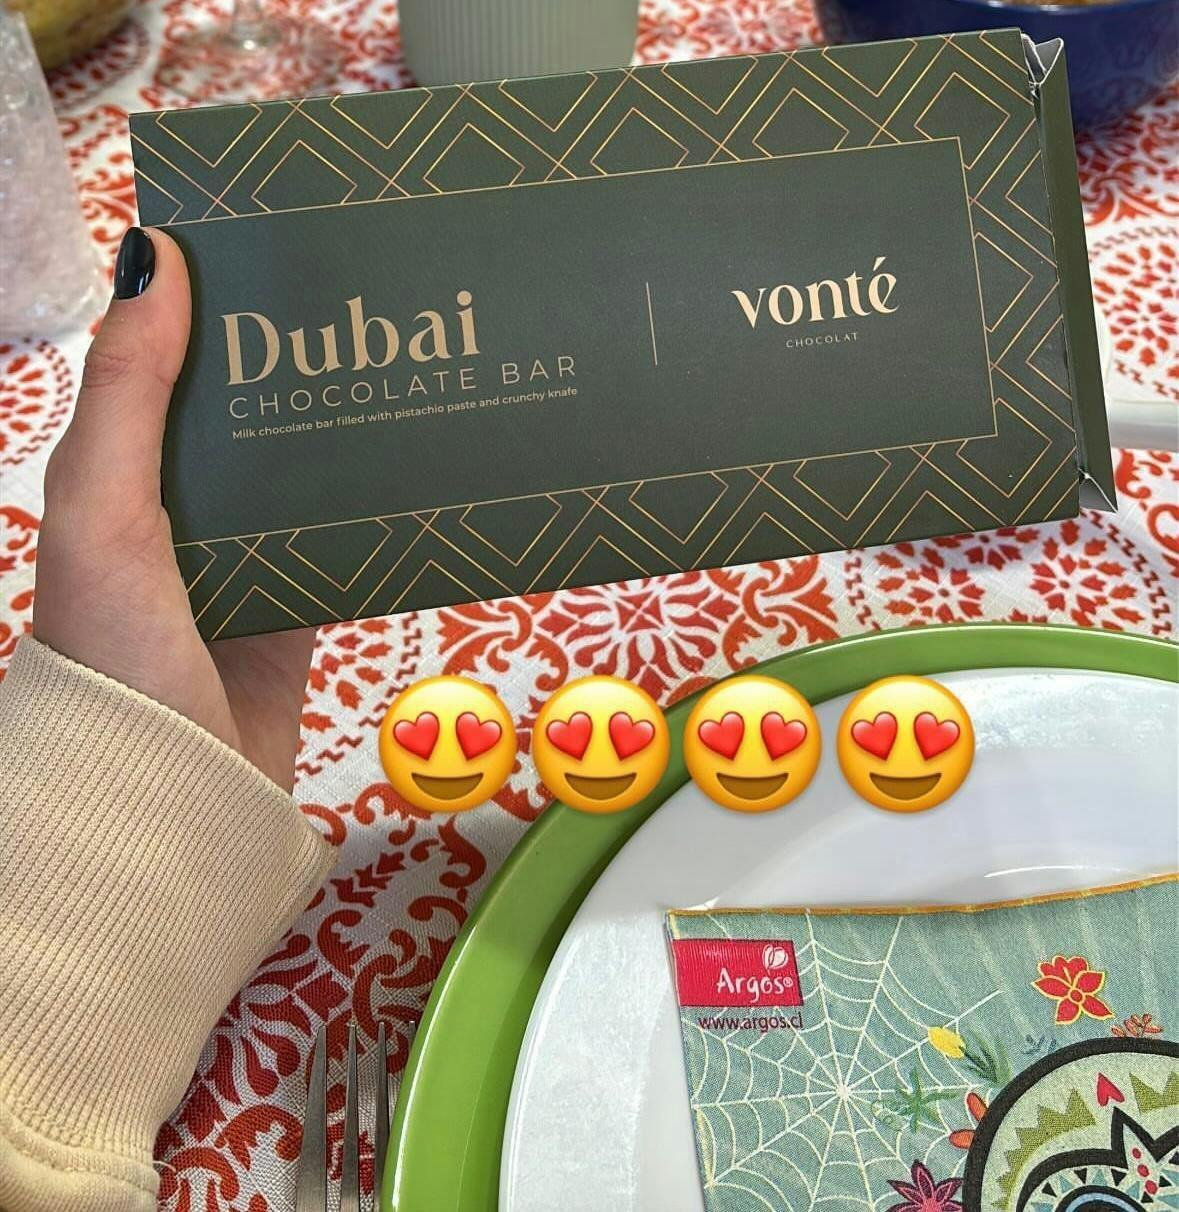 Dubai
CHOCOLATE BAR
Milk chocolate bar filled with pistachio paste and crunchy knafe
vonté
CHOCOLAT
Argos®
www.argos.cl